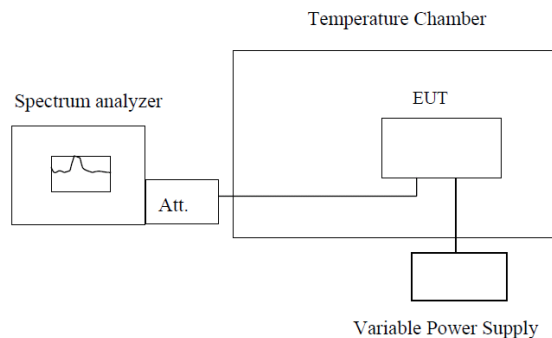 Temperature Chamber
Spectrum analyzer
EUT
Att.
Variable Power Supply